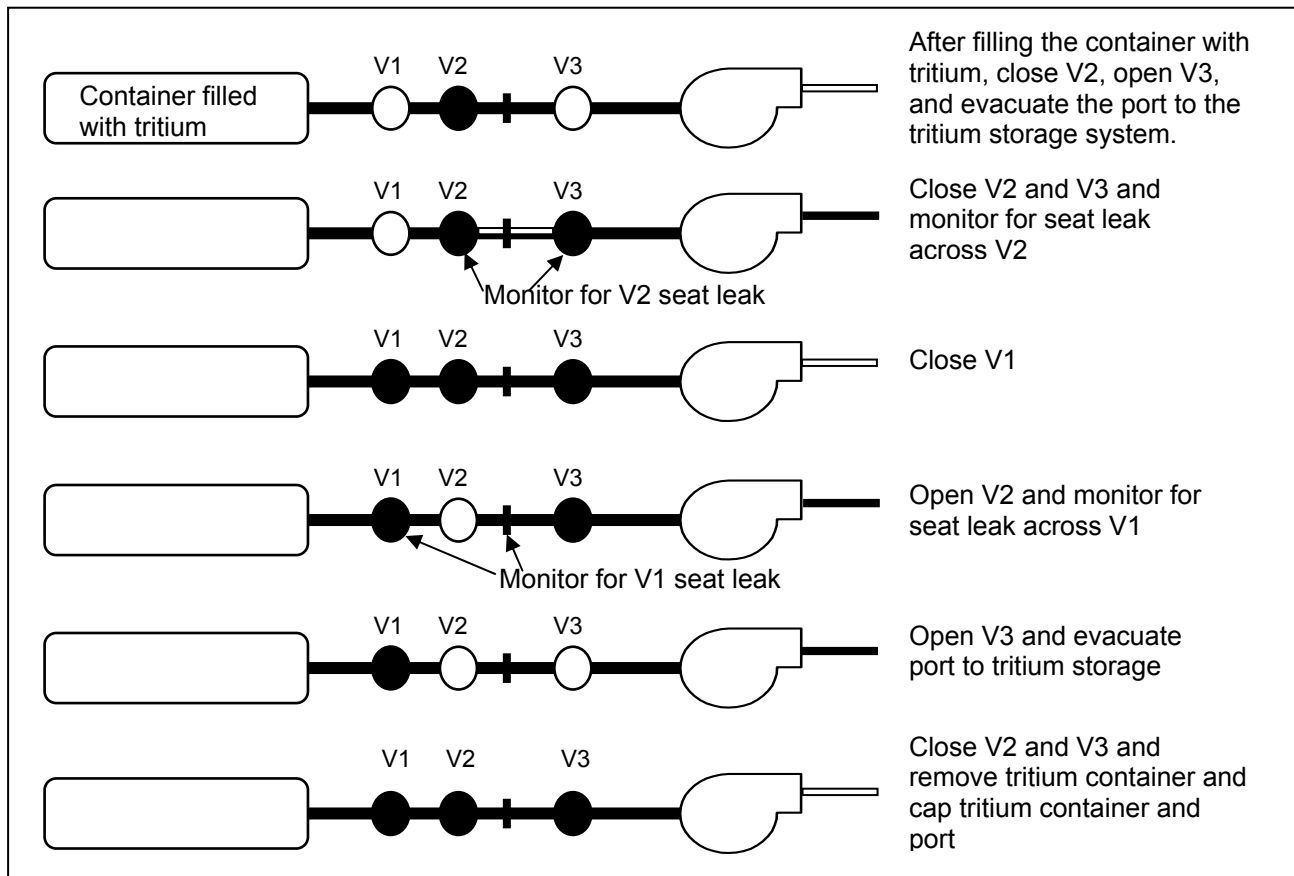 V1 V2 V3
Container filled
with tritium
After filling the container with
tritium, close V2, open V3,
and evacuate the port to the
tritium storage system.
V1 V2 V3
Close V2 and V3 and
monitor for seat leak
across V2
Monitor for V2 seat leak
V1 V2 V3
Close V1
V1 V2 V3
Open V2 and monitor for
seat leak across V1
Monitor for V1 seat leak
V1 V2 V3
Open V3 and evacuate
port to tritium storage
V1 V2 V3
Close V2 and V3 and
remove tritium container and
cap tritium container and
port